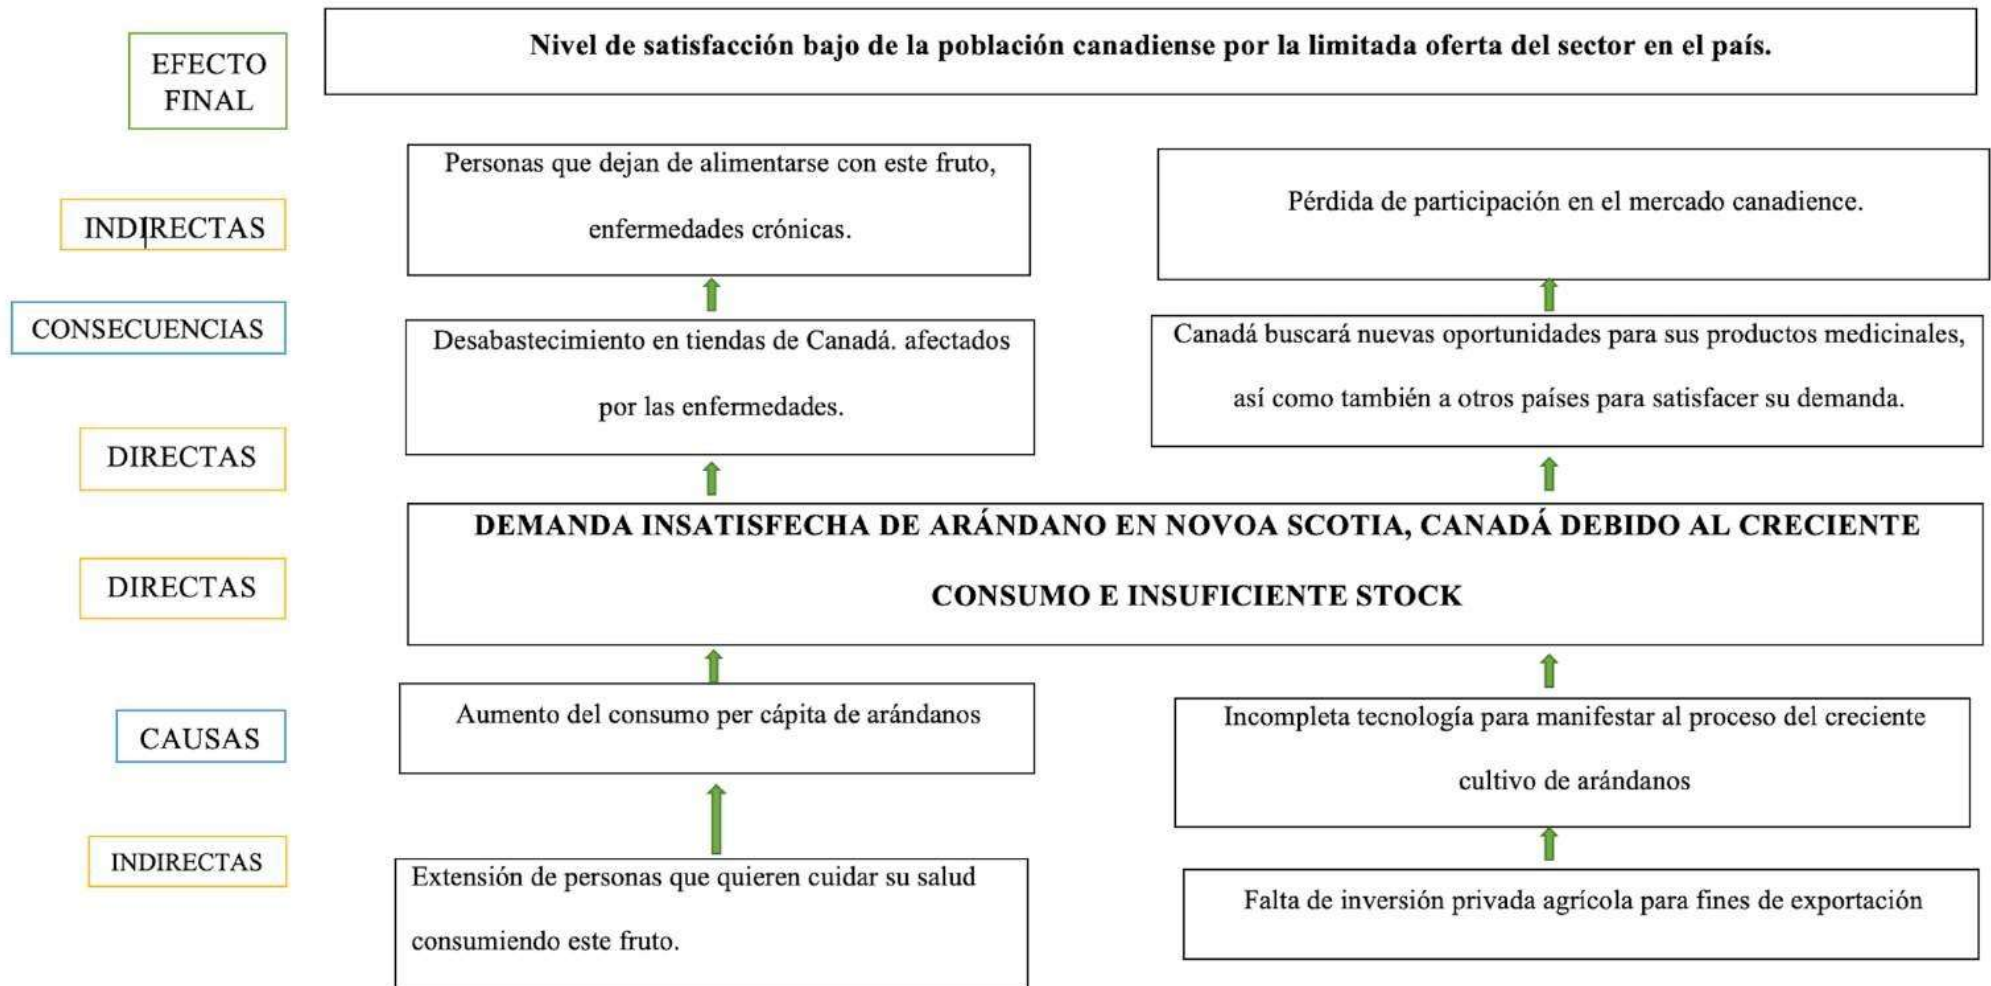 EFECTO
FINAL
Nivel de satisfacción bajo de la población canadiense por la limitada oferta del sector en el país.
INDIRECTAS
Personas que dejan de alimentarse con este fruto,
enfermedades crónicas.
Pérdida de participación en el mercado canadience.
CONSECUENCIAS
Desabastecimiento en tiendas de Canadá. afectados
por las enfermedades.
Canadá buscará nuevas oportunidades para sus productos medicinales,
así como también a otros países para satisfacer su demanda.
DIRECTAS
DEMANDA INSATISFECHA DE ARÁNDANO EN NOVOA SCOTIA, CANADÁ DEBIDO AL CRECIENTE
CONSUMO E INSUFICIENTE STOCK
DIRECTAS
CAUSAS
Aumento del consumo per cápita de arándanos
Incompleta tecnología para manifestar al proceso del creciente
cultivo de arándanos
INDIRECTAS
Extensión de personas que quieren cuidar su salud
consumiendo este fruto.
Falta de inversión privada agrícola para fines de exportación